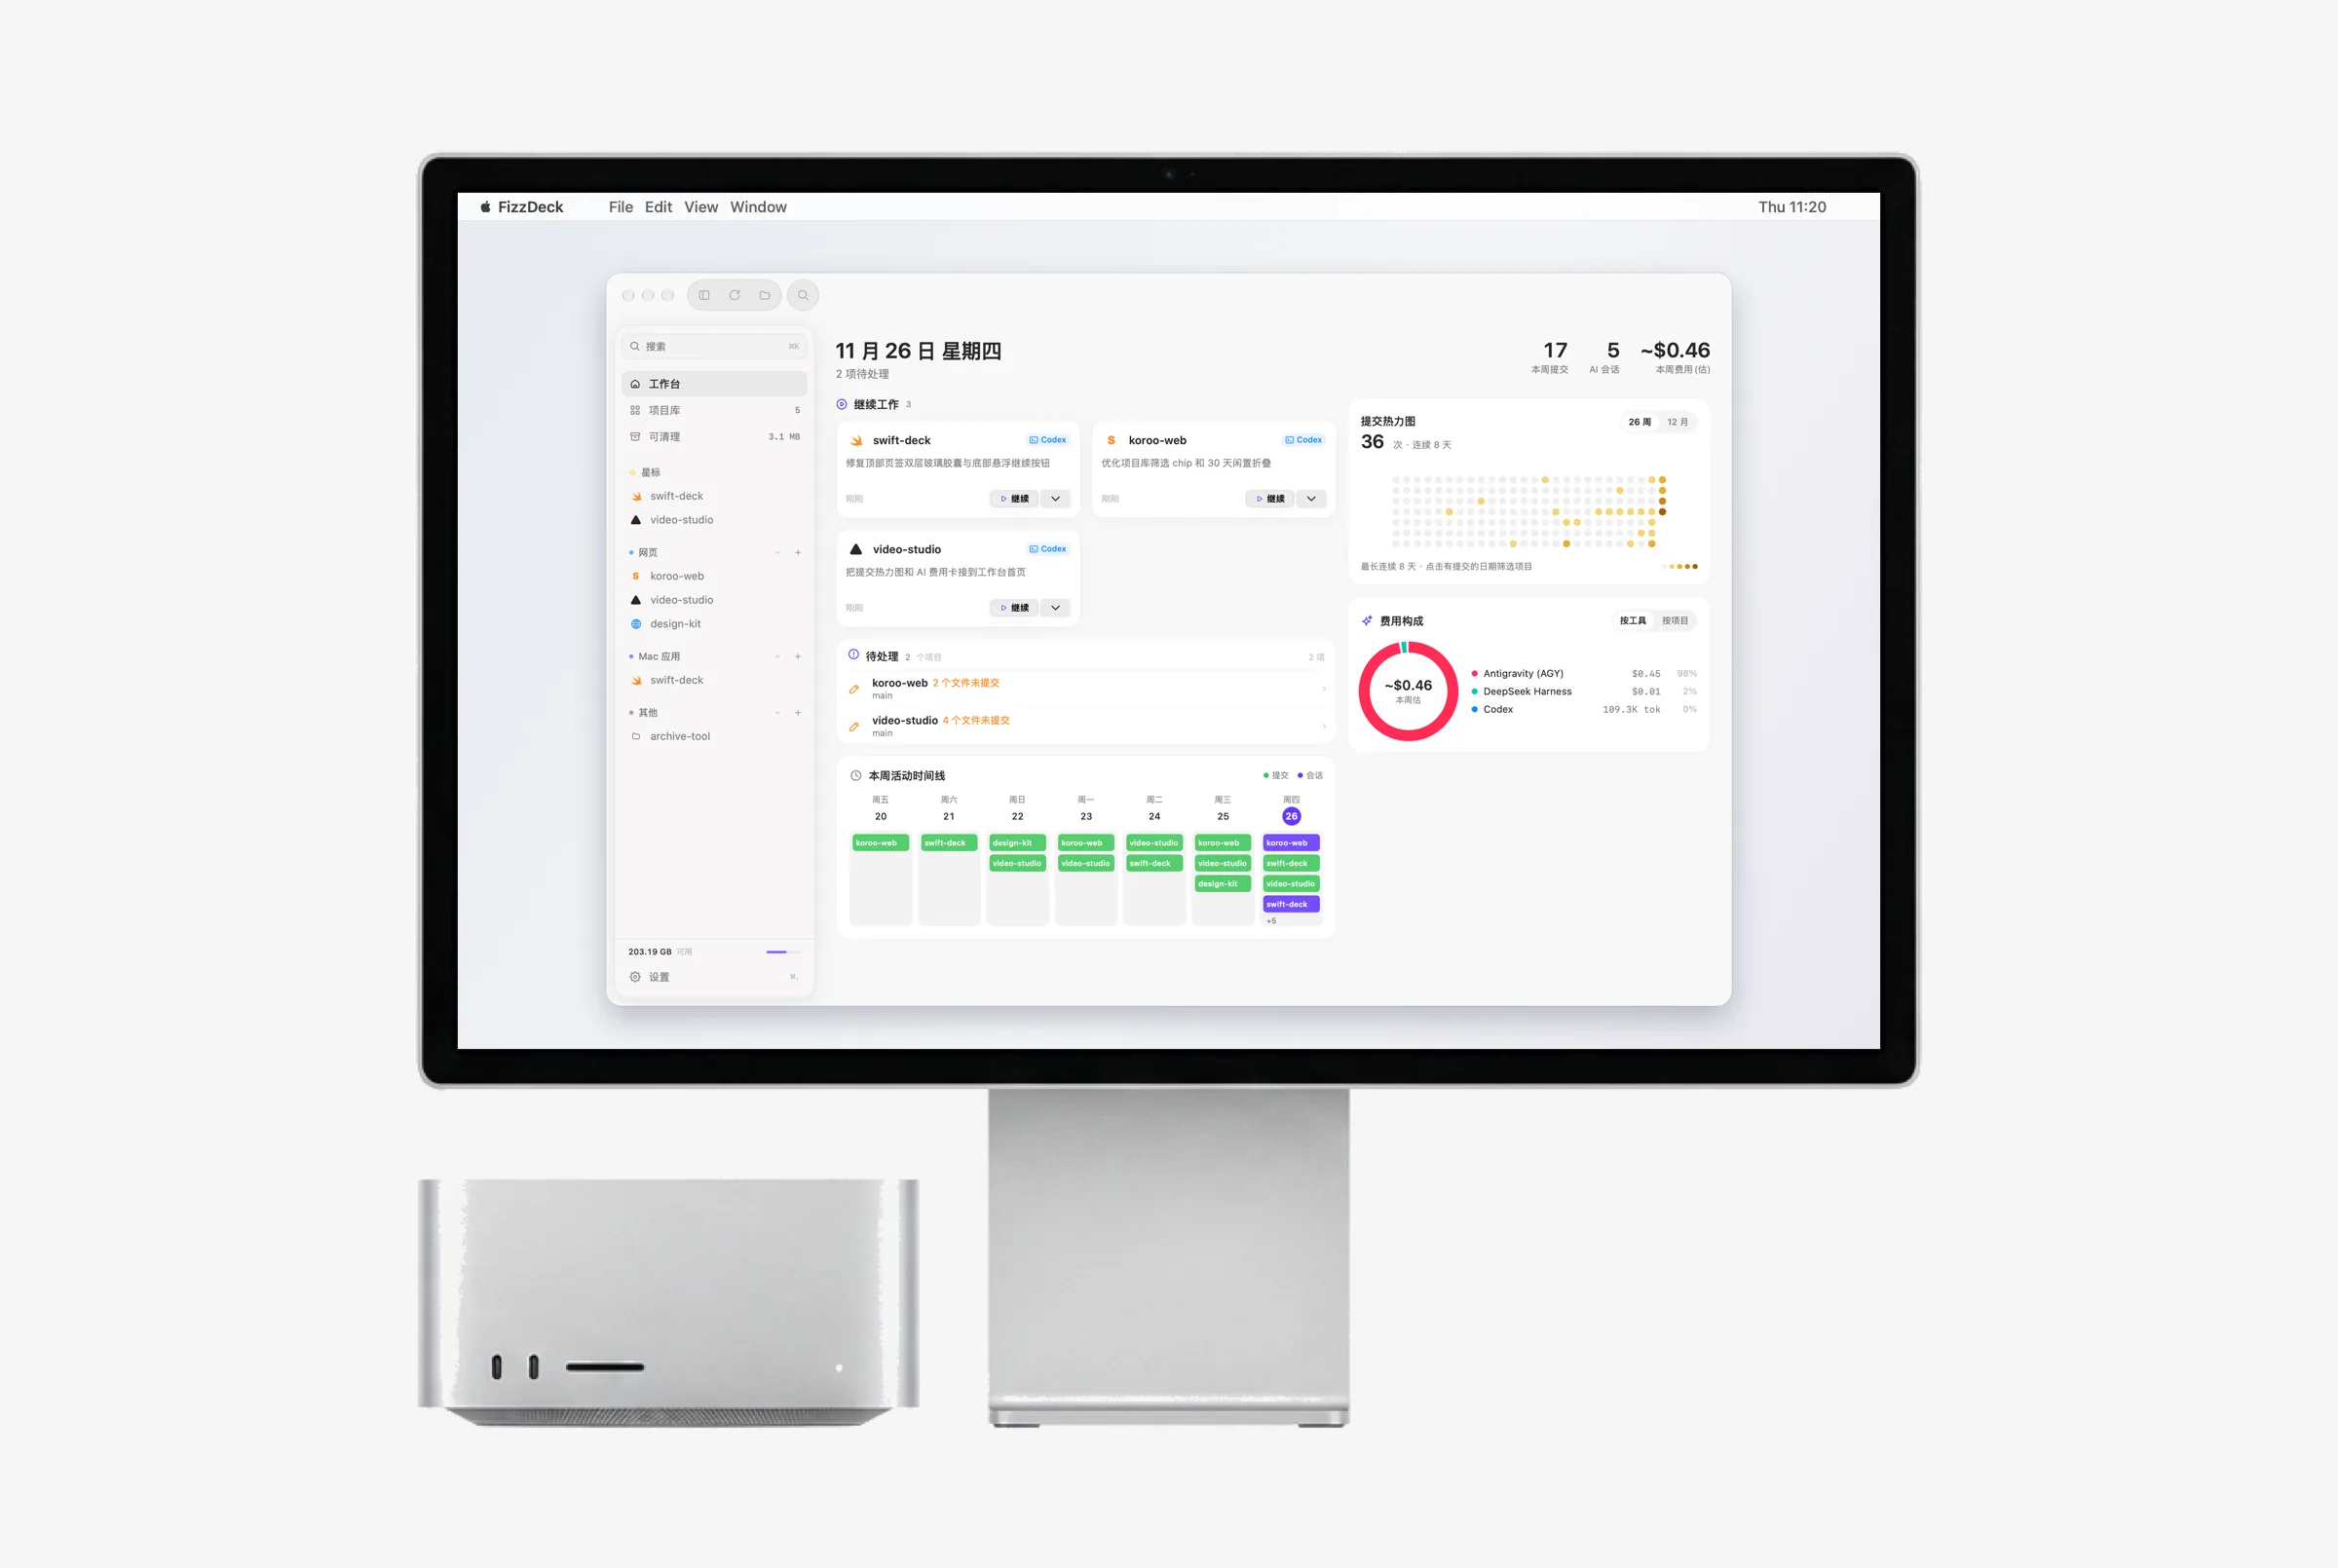 FizzDeck File Edit View Window Thu 11:20
搜索 ⌘K
工作台
项目库 5
可清理 3.1 MB
星标
swift-deck
video-studio
网页
koroo-web
video-studio
design-kit
Mac 应用
swift-deck
其他
archive-tool
203.19 GB 可用
设置 ⌘,
11 月 26 日 星期四
2 项待处理
17 5 ~$0.46
本周提交 AI 会话 本周费用 (估)
继续工作 3
swift-deck Codex
修复顶部页签双层玻璃胶囊与底部悬浮继续按钮
刚刚 继续
koroo-web Codex
优化项目库筛选 chip 和 30 天闲置折叠
刚刚 继续
video-studio Codex
把提交热力图和 AI 费用卡接到工作台首页
刚刚 继续
待处理 2 个项目 2 项
koroo-web 2 个文件未提交
main
video-studio 4 个文件未提交
main
本周活动时间线 提交 会话
周五 周六 周日 周一 周二 周三 周四
20 21 22 23 24 25 26
koroo-web swift-deck design-kit koroo-web video-studio koroo-web koroo-web
video-studio video-studio swift-deck video-studio swift-deck
design-kit video-studio
swift-deck
+5
提交热力图 26 周 12 月
36 次 · 连续 8 天
最长连续 8 天 · 点击有提交的日期筛选项目
费用构成 按工具 按项目
~$0.46
本周估
Antigravity (AGY) $0.45 98%
DeepSeek Harness $0.01 2%
Codex 109.3K tok 0%